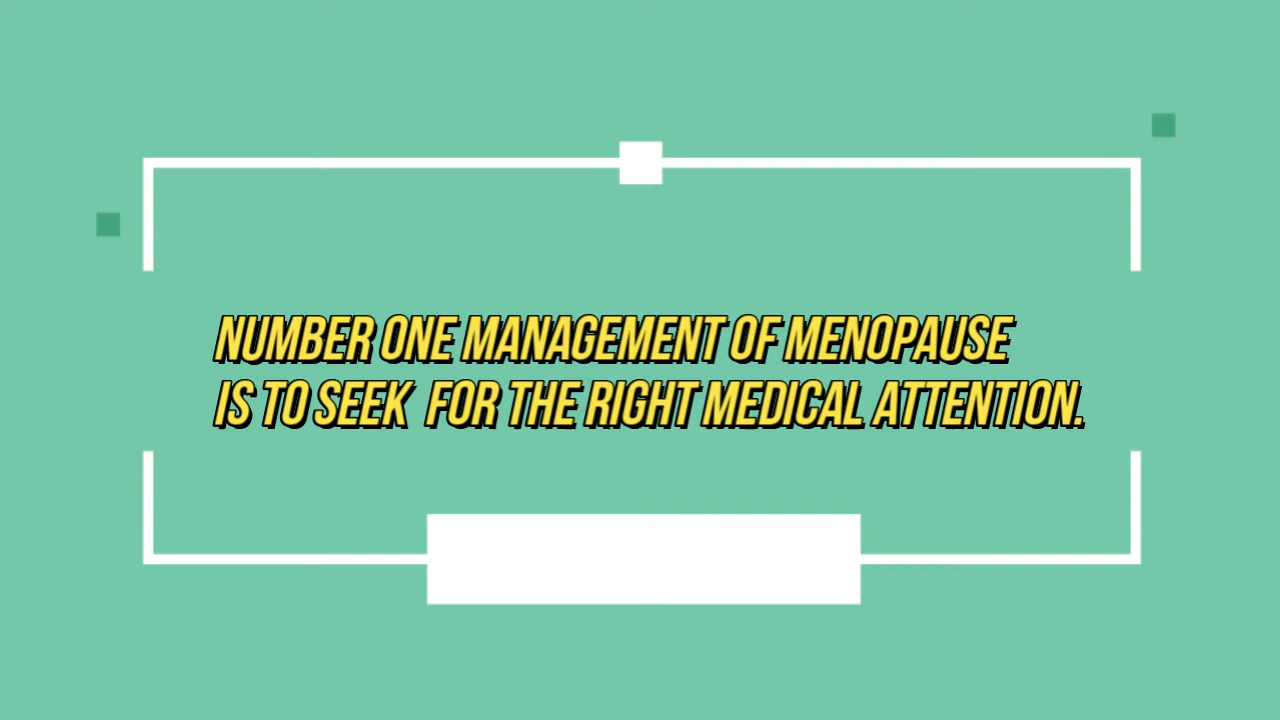 NUMBER ONE MANAGEMENT OF MENOPAUSE
IS TO SEEK  FOR THE RIGHT MEDICAL ATTENTION.